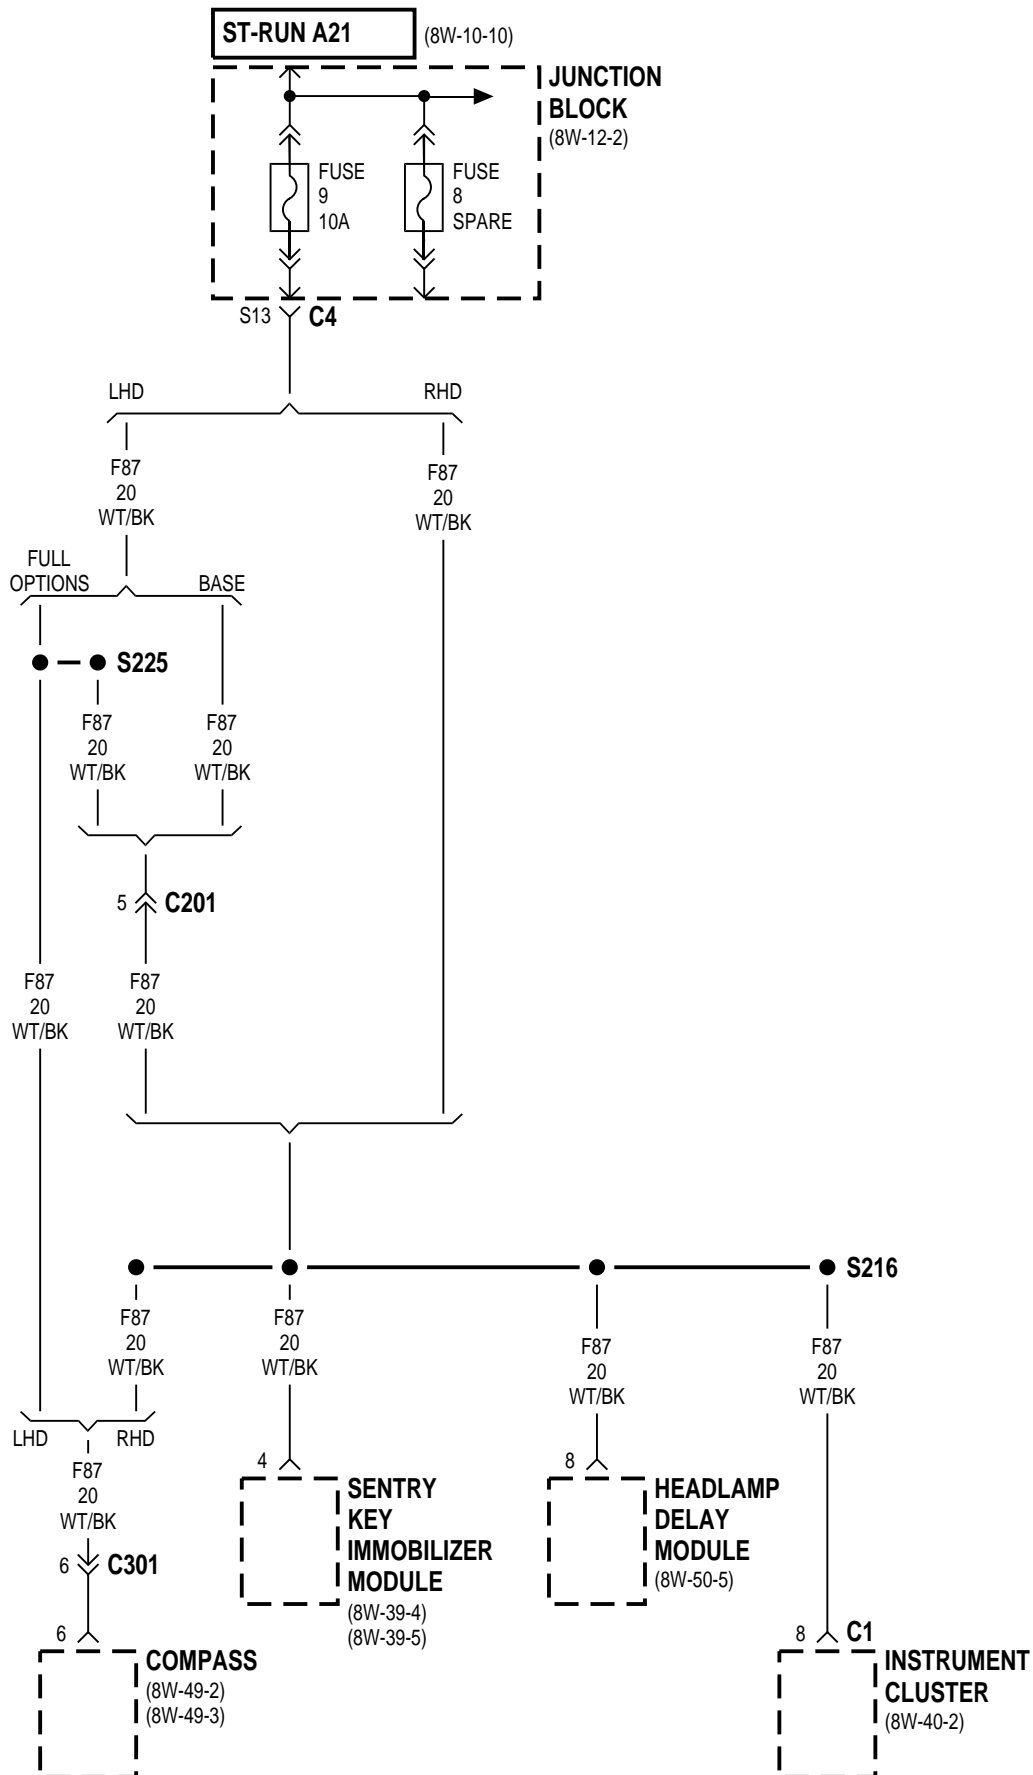 ST-RUN A21
(8W-10-10)
JUNCTION
BLOCK
(8W-12-2)
FUSE
9
10A
FUSE
8
SPARE
S13
C4
LHD
RHD
F87
20
WT/BK
F87
20
WT/BK
FULL
OPTIONS
BASE
S225
F87
20
WT/BK
F87
20
WT/BK
5
C201
F87
20
WT/BK
F87
20
WT/BK
S216
F87
20
WT/BK
F87
20
WT/BK
F87
20
WT/BK
F87
20
WT/BK
LHD
RHD
F87
20
WT/BK
6
C301
4
SENTRY
KEY
IMMOBILIZER
MODULE
(8W-39-4)
(8W-39-5)
8
HEADLAMP
DELAY
MODULE
(8W-50-5)
6
COMPASS
(8W-49-2)
(8W-49-3)
8
C1
INSTRUMENT
CLUSTER
(8W-40-2)